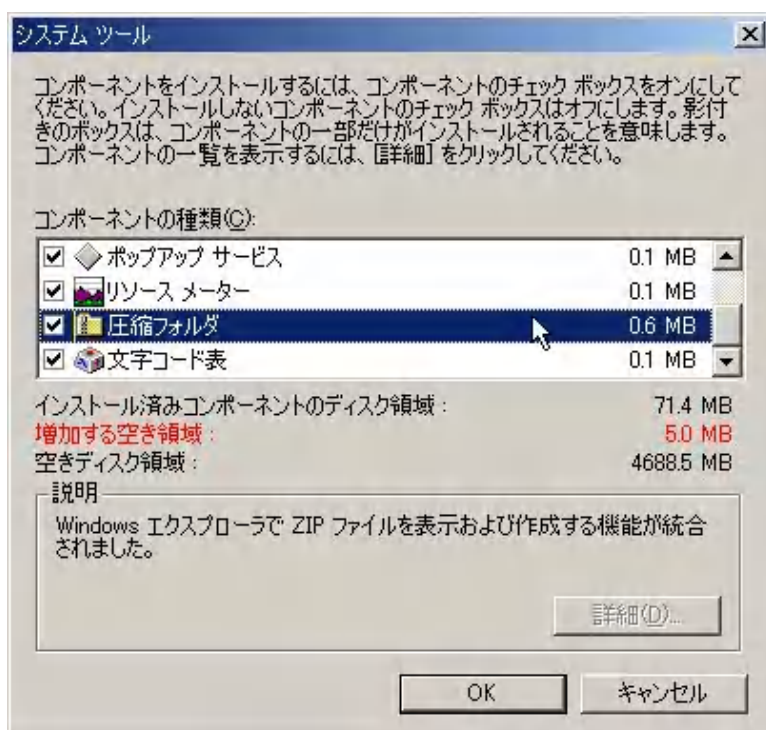 システム ツール
コンポーネントをインストールするには、コンポーネントのチェック ボックスをオンにして
ください。インストールしないコンポーネントのチェック ボックスはオフにします。影付
きのボックスは、コンポーネントの一部だけがインストールされることを意味します。
コンポーネントの一覧を表示するには、[詳細] をクリックしてください。
コンポーネントの種類(C):
ポップアップ サービス 0.1 MB
リソース メーター 0.1 MB
圧縮フォルダ 0.6 MB
文字コード表 0.1 MB
インストール済みコンポーネントのディスク領域 : 71.4 MB
増加する空き領域 : 5.0 MB
空きディスク領域 : 4688.5 MB
説明
Windows エクスプローラで ZIP ファイルを表示および作成する機能が統合
されました。
詳細(D)...
OK キャンセル